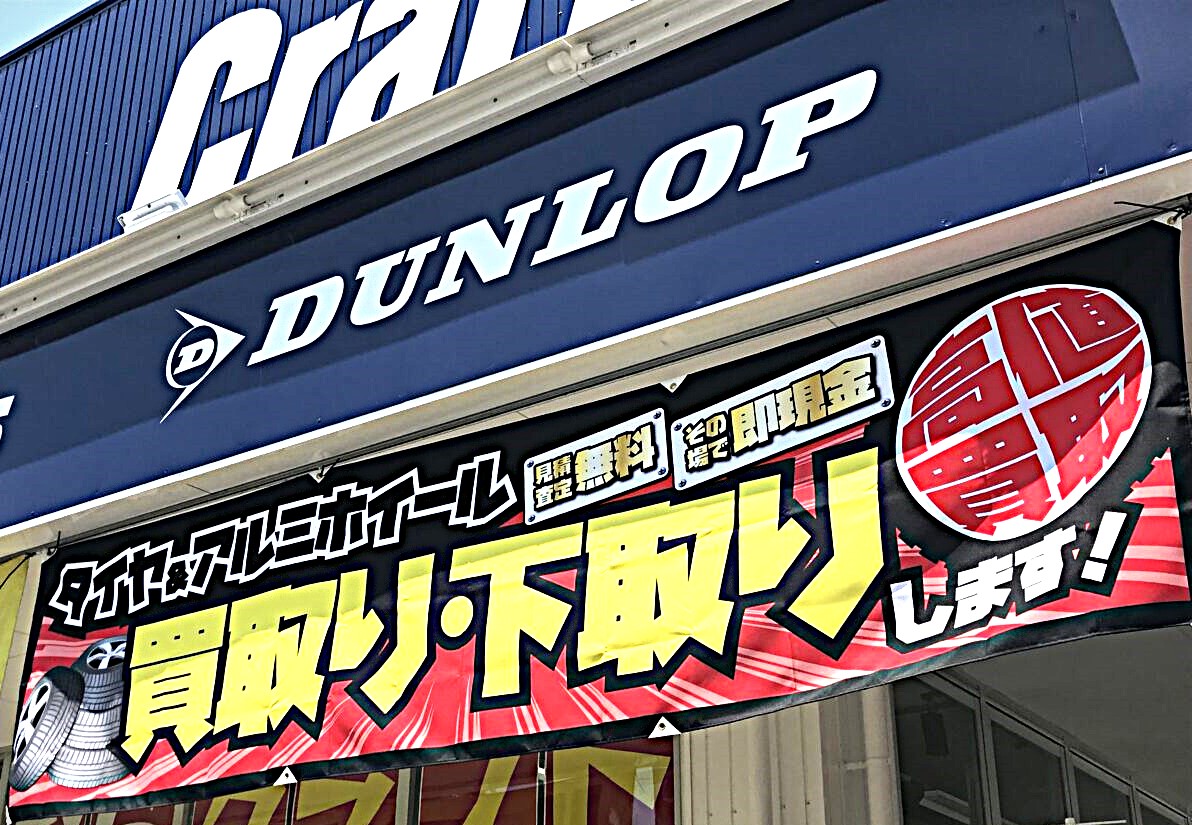 Craf
DUNLOP
タイヤ&アルミホイール
見積査定 無料
その場で 即現金
高価買取
買取り・下取り
します!